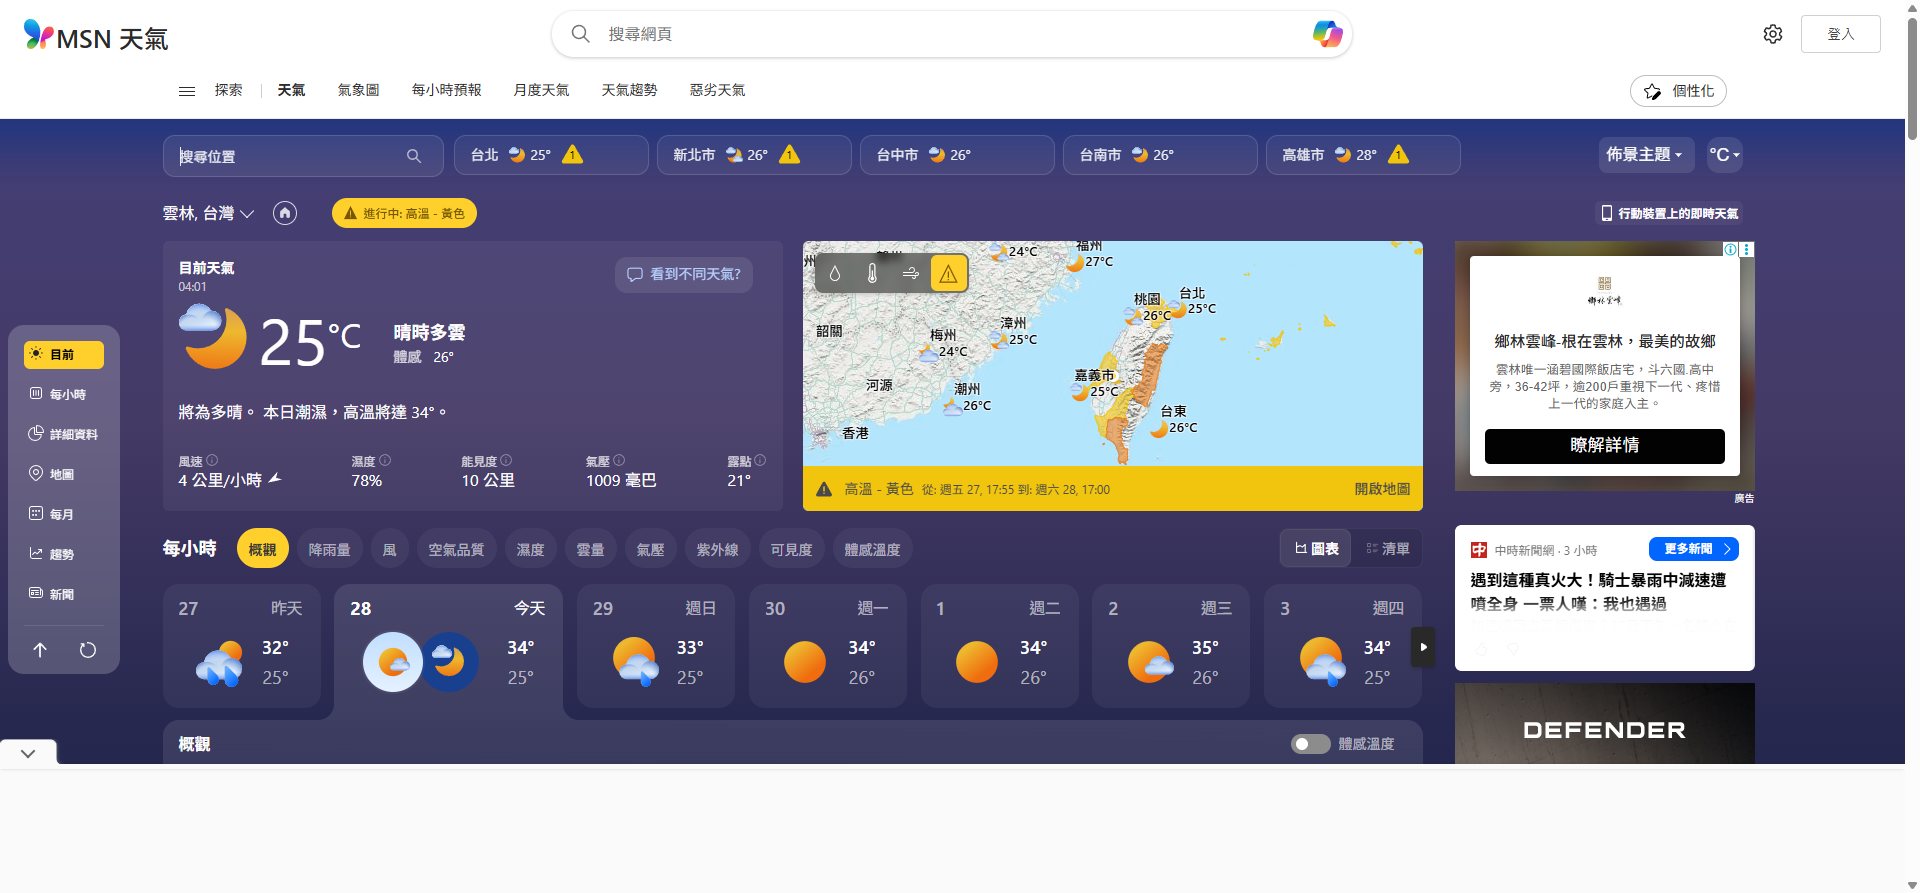 MSN 天氣
搜尋網頁
登入
探索
天氣
氣象圖
每小時預報
月度天氣
天氣趨勢
惡劣天氣
個性化
搜尋位置
台北 25° 1
新北市 26° 1
台中市 26°
台南市 26°
高雄市 28° 1
佈景主題
°C
雲林, 台灣
進行中: 高溫 - 黃色
行動裝置上的即時天氣
目前天氣
04:01
看到不同天氣?
25°C
晴時多雲
體感 26°
將為多晴。 本日潮濕，高溫將達 34°。
風速
4 公里/小時
濕度
78%
能見度
10 公里
氣壓
1009 毫巴
露點
21°
24°C
福州
27°C
韶關
梅州
24°C
漳州
25°C
桃園
26°C
台北
25°C
河源
潮州
26°C
嘉義市
25°C
台東
26°C
香港
高溫 - 黃色 從: 週五 27, 17:55 到: 週六 28, 17:00
開啟地圖
目前
每小時
詳細資料
地圖
每月
趨勢
新聞
每小時
概觀
降雨量
風
空氣品質
濕度
雲量
氣壓
紫外線
可見度
體感溫度
圖表
清單
27 昨天
32°
25°
28 今天
34°
25°
29 週日
33°
25°
30 週一
34°
26°
1 週二
34°
26°
2 週三
35°
26°
3 週四
34°
25°
概觀
體感溫度
鄉林雲峰
鄉林雲峰-根在雲林，最美的故鄉
雲林唯一涵碧國際飯店宅，斗六國.高中
旁，36-42坪，逾200戶重視下一代、疼惜
上一代的家庭入主。
瞭解詳情
廣告
中 中時新聞網 · 3 小時
更多新聞
遇到這種真火大！騎士暴雨中減速遭
噴全身 一票人嘆：我也遇過
DEFENDER